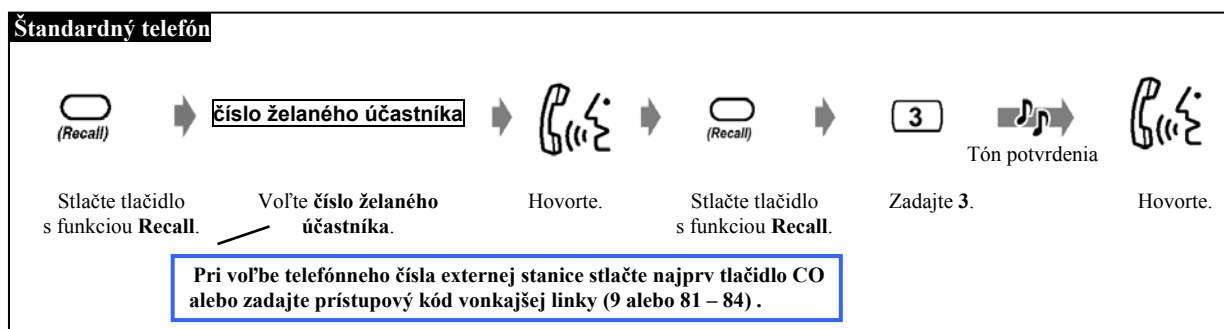 Štandardný telefón
(Recall)
číslo želaného účastníka
(Recall)
3
Tón potvrdenia
Stlačte tlačidlo
s funkciou Recall.
Voľte číslo želaného
účastníka.
Hovorte.
Stlačte tlačidlo
s funkciou Recall.
Zadajte 3.
Hovorte.
Pri voľbe telefónneho čísla externej stanice stlačte najprv tlačidlo CO
alebo zadajte prístupový kód vonkajšej linky (9 alebo 81 – 84) .